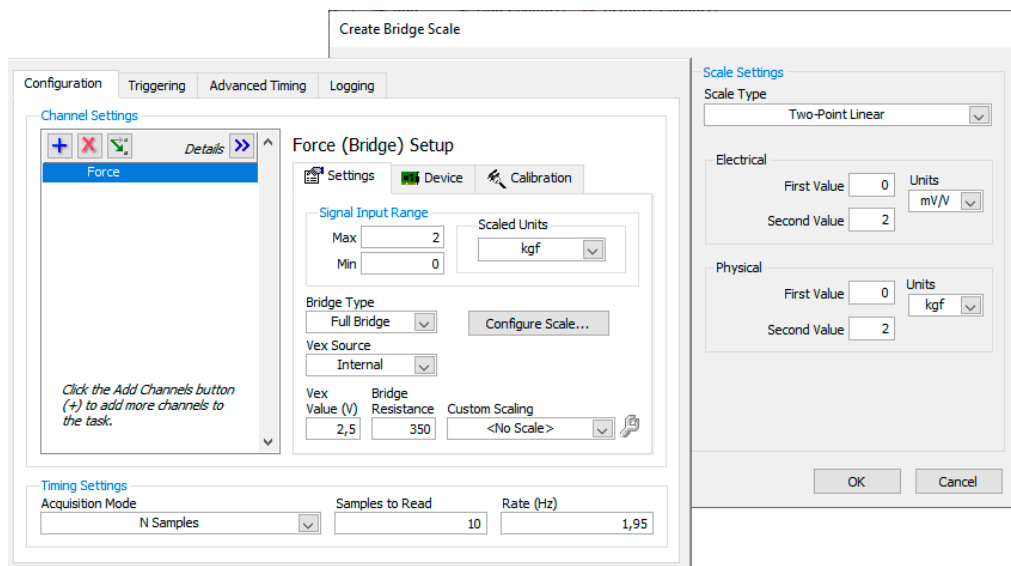 Create Bridge Scale
Configuration
Triggering
Advanced Timing
Logging
Channel Settings
Details
Force
Click the Add Channels button
(+) to add more channels to
the task.
Force (Bridge) Setup
Settings
Device
Calibration
Signal Input Range
Max 2
Min 0
Scaled Units
kgf
Bridge Type
Full Bridge
Configure Scale...
Vex Source
Internal
Vex
Value (V)
2,5
Bridge
Resistance
350
Custom Scaling
<No Scale>
Timing Settings
Acquisition Mode
N Samples
Samples to Read
10
Rate (Hz)
1,95
Scale Settings
Scale Type
Two-Point Linear
Electrical
First Value 0
Second Value 2
Units
mV/V
Physical
First Value 0
Second Value 2
Units
kgf
OK
Cancel